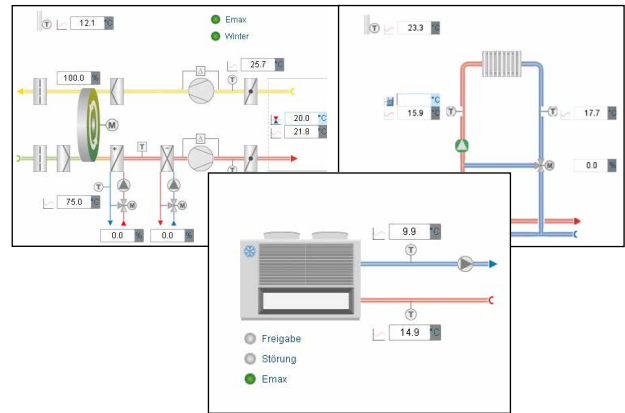 T 12.1 °C
Emax
Winter
25.7 °C
T
100.0 %
Δ
M
20.0 °C
21.8 °C
Δ
T
T
T
75.0 °C
M
M
0.0 %
0.0 %
T 23.3 °C
°C
15.9 °C
T
T
17.7 °C
M
0.0 %
9.9 °C
T
T
14.9 °C
Freigabe
Störung
Emax